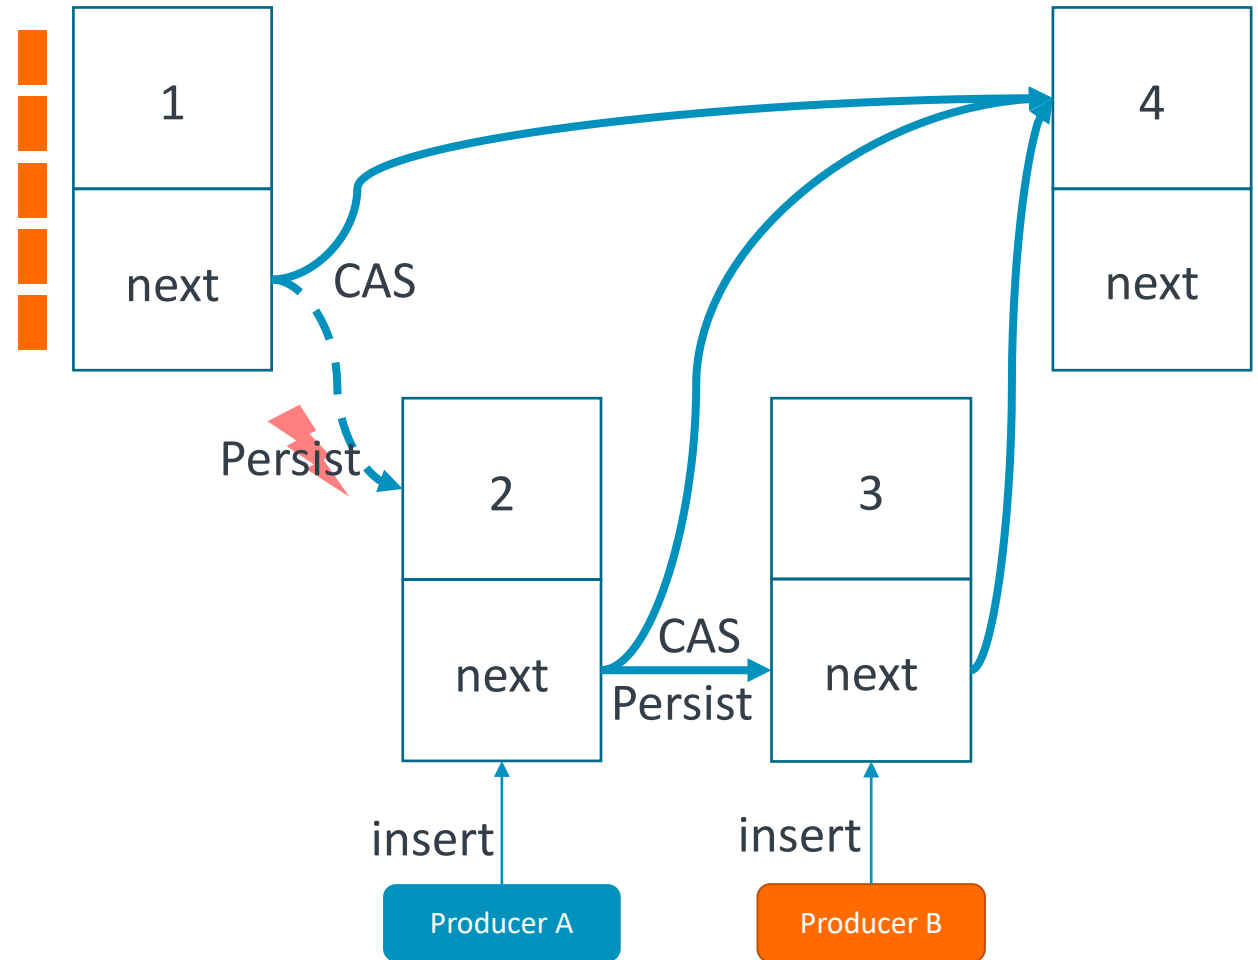 1
next
4
next
CAS
Persist
2
next
3
next
CAS
Persist
insert
insert
Producer A
Producer B